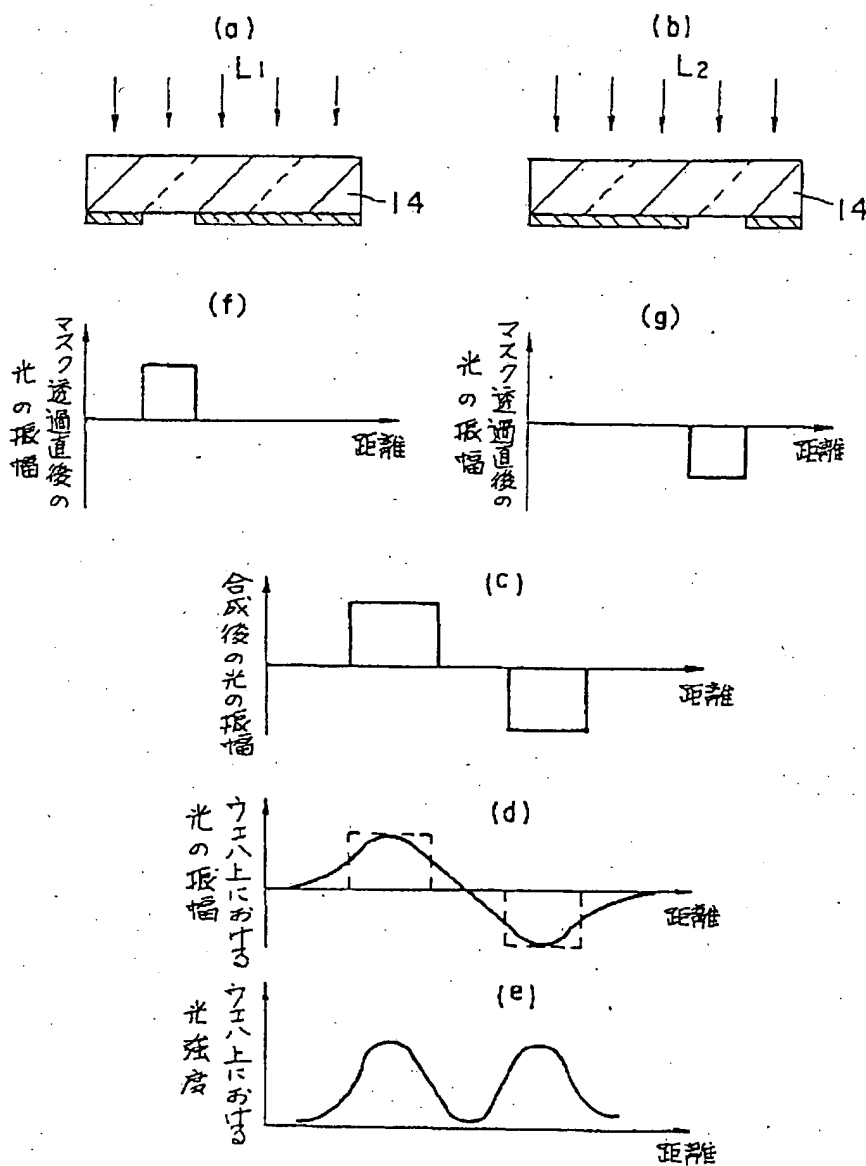 (a)
L1
14
(b)
L2
14
(f)
マスク透過直後の
光の振幅
距離
(g)
マスク透過直後の
光の振幅
距離
(c)
合成後の光の振幅
距離
(d)
ウエハ上における
光の振幅
距離
(e)
ウエハ上における
光強度
距離